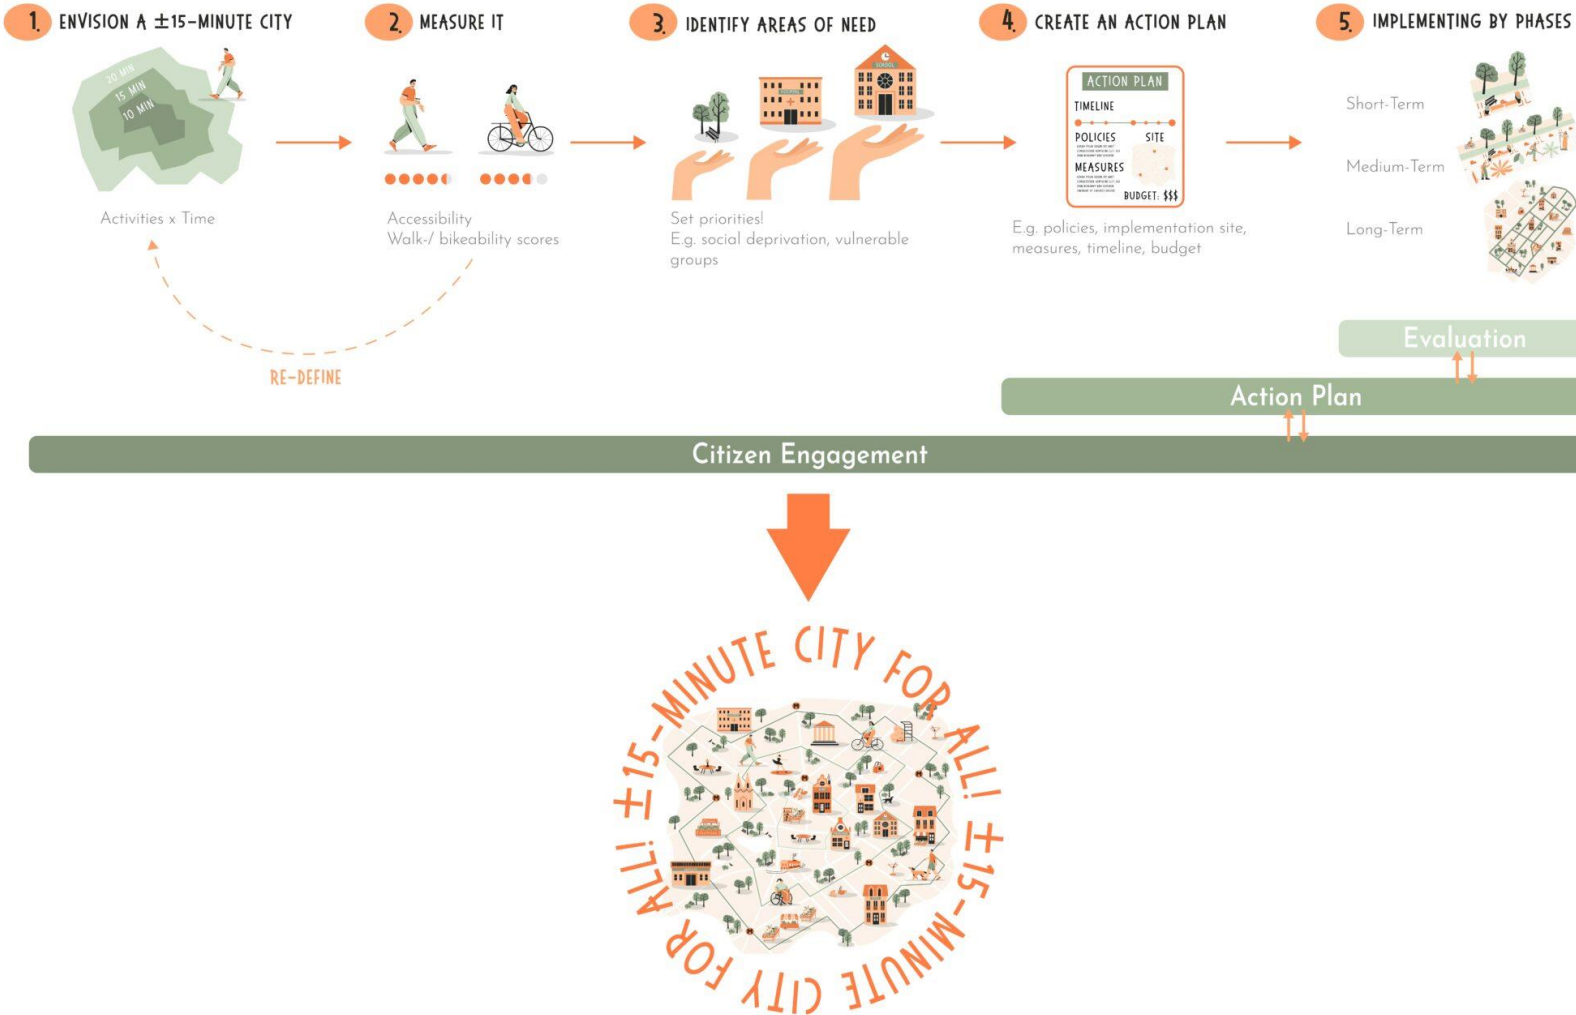 1. ENVISION A ±15-MINUTE CITY
20 MIN
15 MIN
10 MIN
Activities x Time
2. MEASURE IT
Accessibility
Walk-/ bikeability scores
RE-DEFINE
3. IDENTIFY AREAS OF NEED
HOSPITAL
SCHOOL
Set priorities!
E.g. social deprivation, vulnerable
groups
4. CREATE AN ACTION PLAN
ACTION PLAN
TIMELINE
POLICIES
SITE
MEASURES
BUDGET: $$$
E.g. policies, implementation site,
measures, timeline, budget
5. IMPLEMENTING BY PHASES
Short-Term
Medium-Term
Long-Term
Evaluation
Action Plan
Citizen Engagement
±15-MINUTE CITY FOR ALL! ±15-MINUTE CITY FOR ALL!